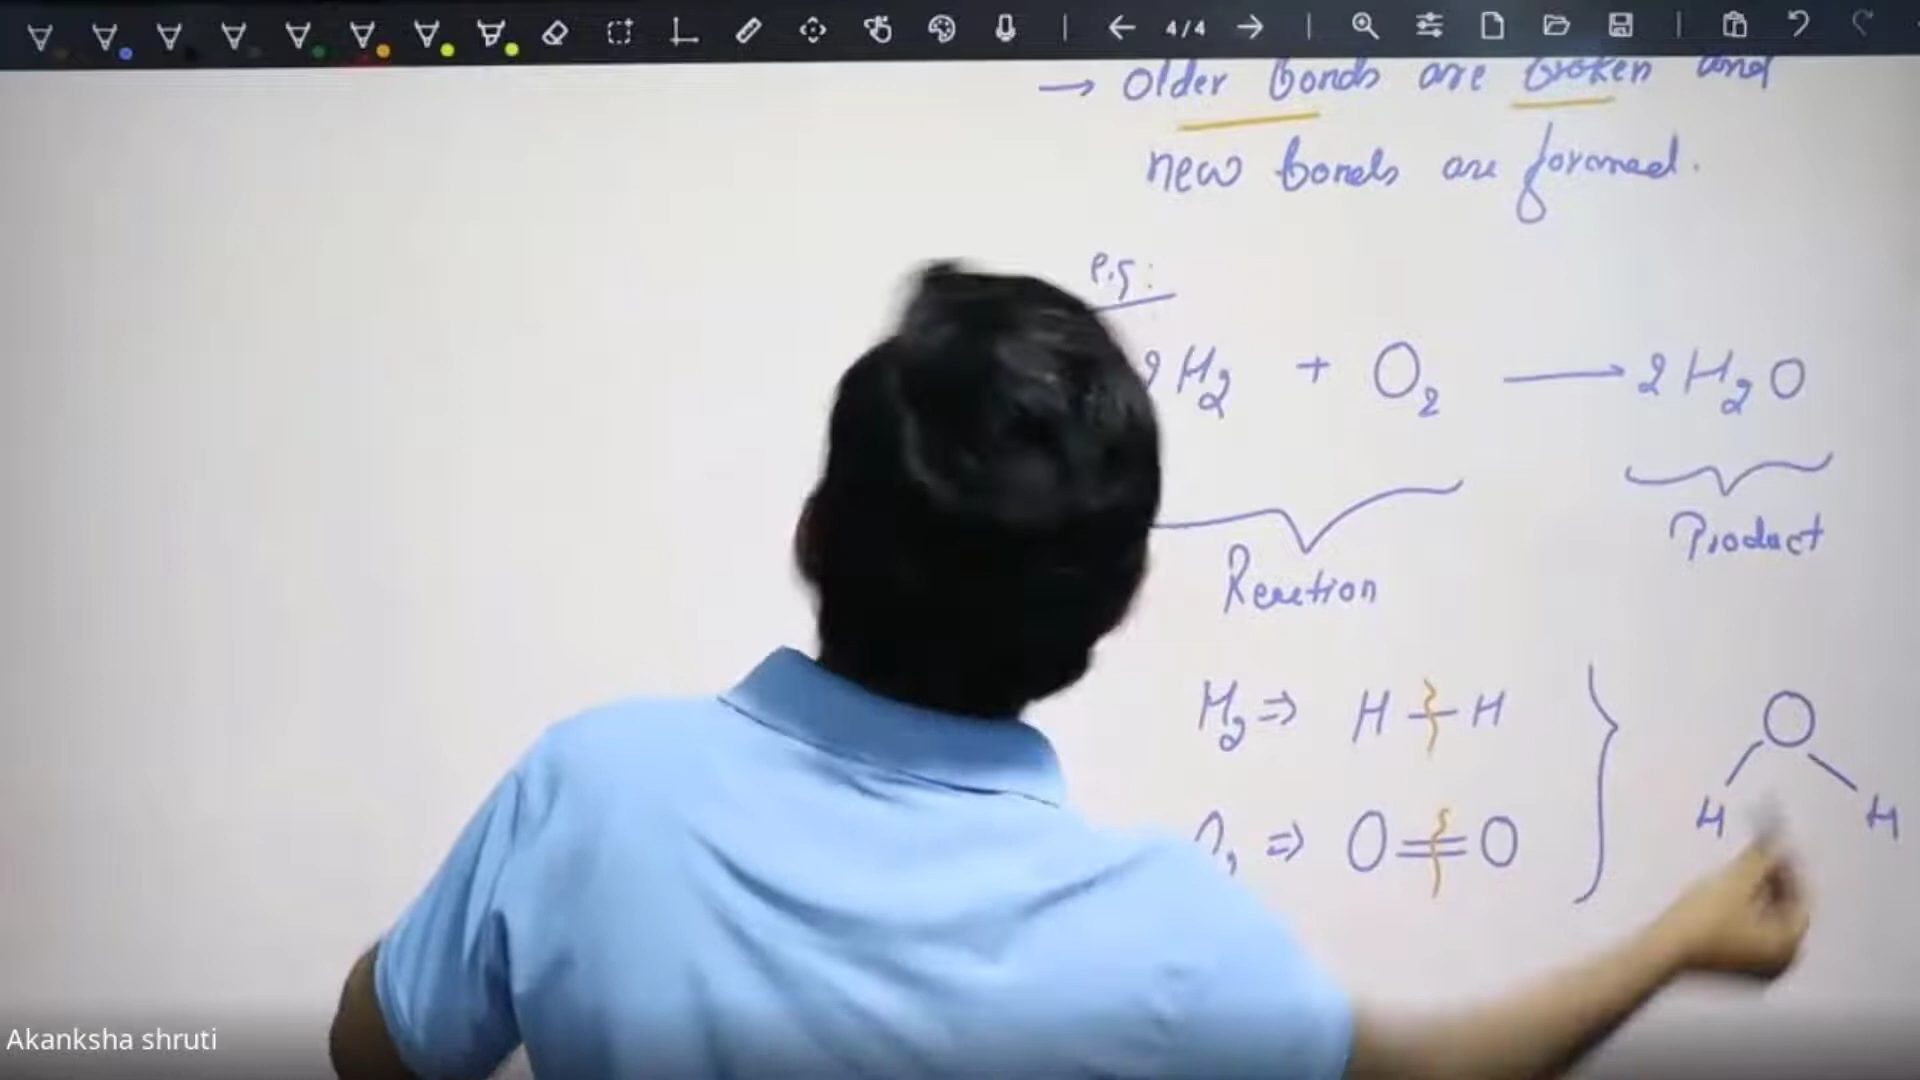 4/4
→ Older bonds are broken and
new bonds are formed.
e.g:
2H₂ + O₂ → 2H₂O
Product
Reaction
H₂ ⇒ H-H
O₂ ⇒ O=O
O
H H
Akanksha shruti